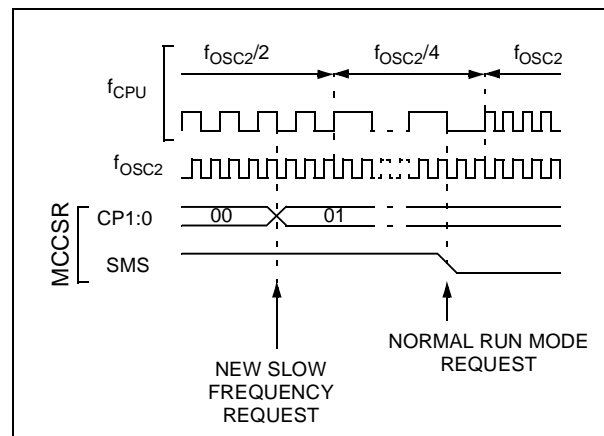 fOSC2/2 fOSC2/4 fOSC2
fCPU
fOSC2
MCCSR
CP1:0 00 01
SMS
NEW SLOW
FREQUENCY
REQUEST
NORMAL RUN MODE
REQUEST